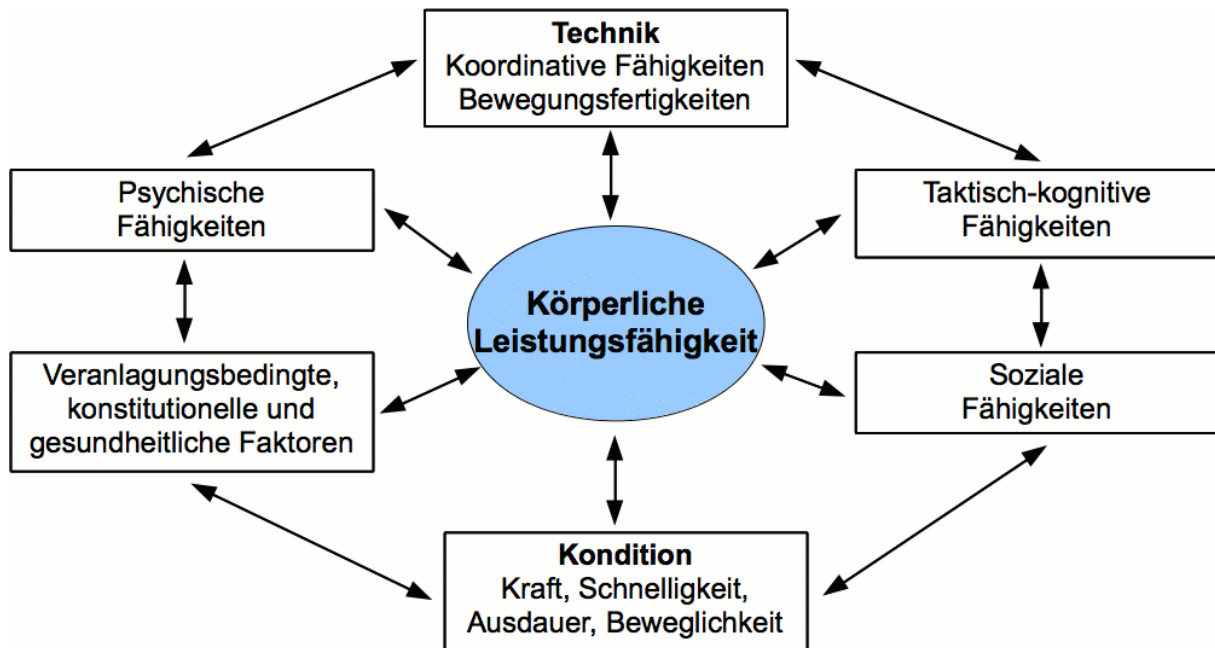 Technik
Koordinative Fähigkeiten
Bewegungsfertigkeiten
Psychische
Fähigkeiten
Taktisch-kognitive
Fähigkeiten
Körperliche
Leistungsfähigkeit
Veranlagungsbedingte,
konstitutionelle und
gesundheitliche Faktoren
Soziale
Fähigkeiten
Kondition
Kraft, Schnelligkeit,
Ausdauer, Beweglichkeit